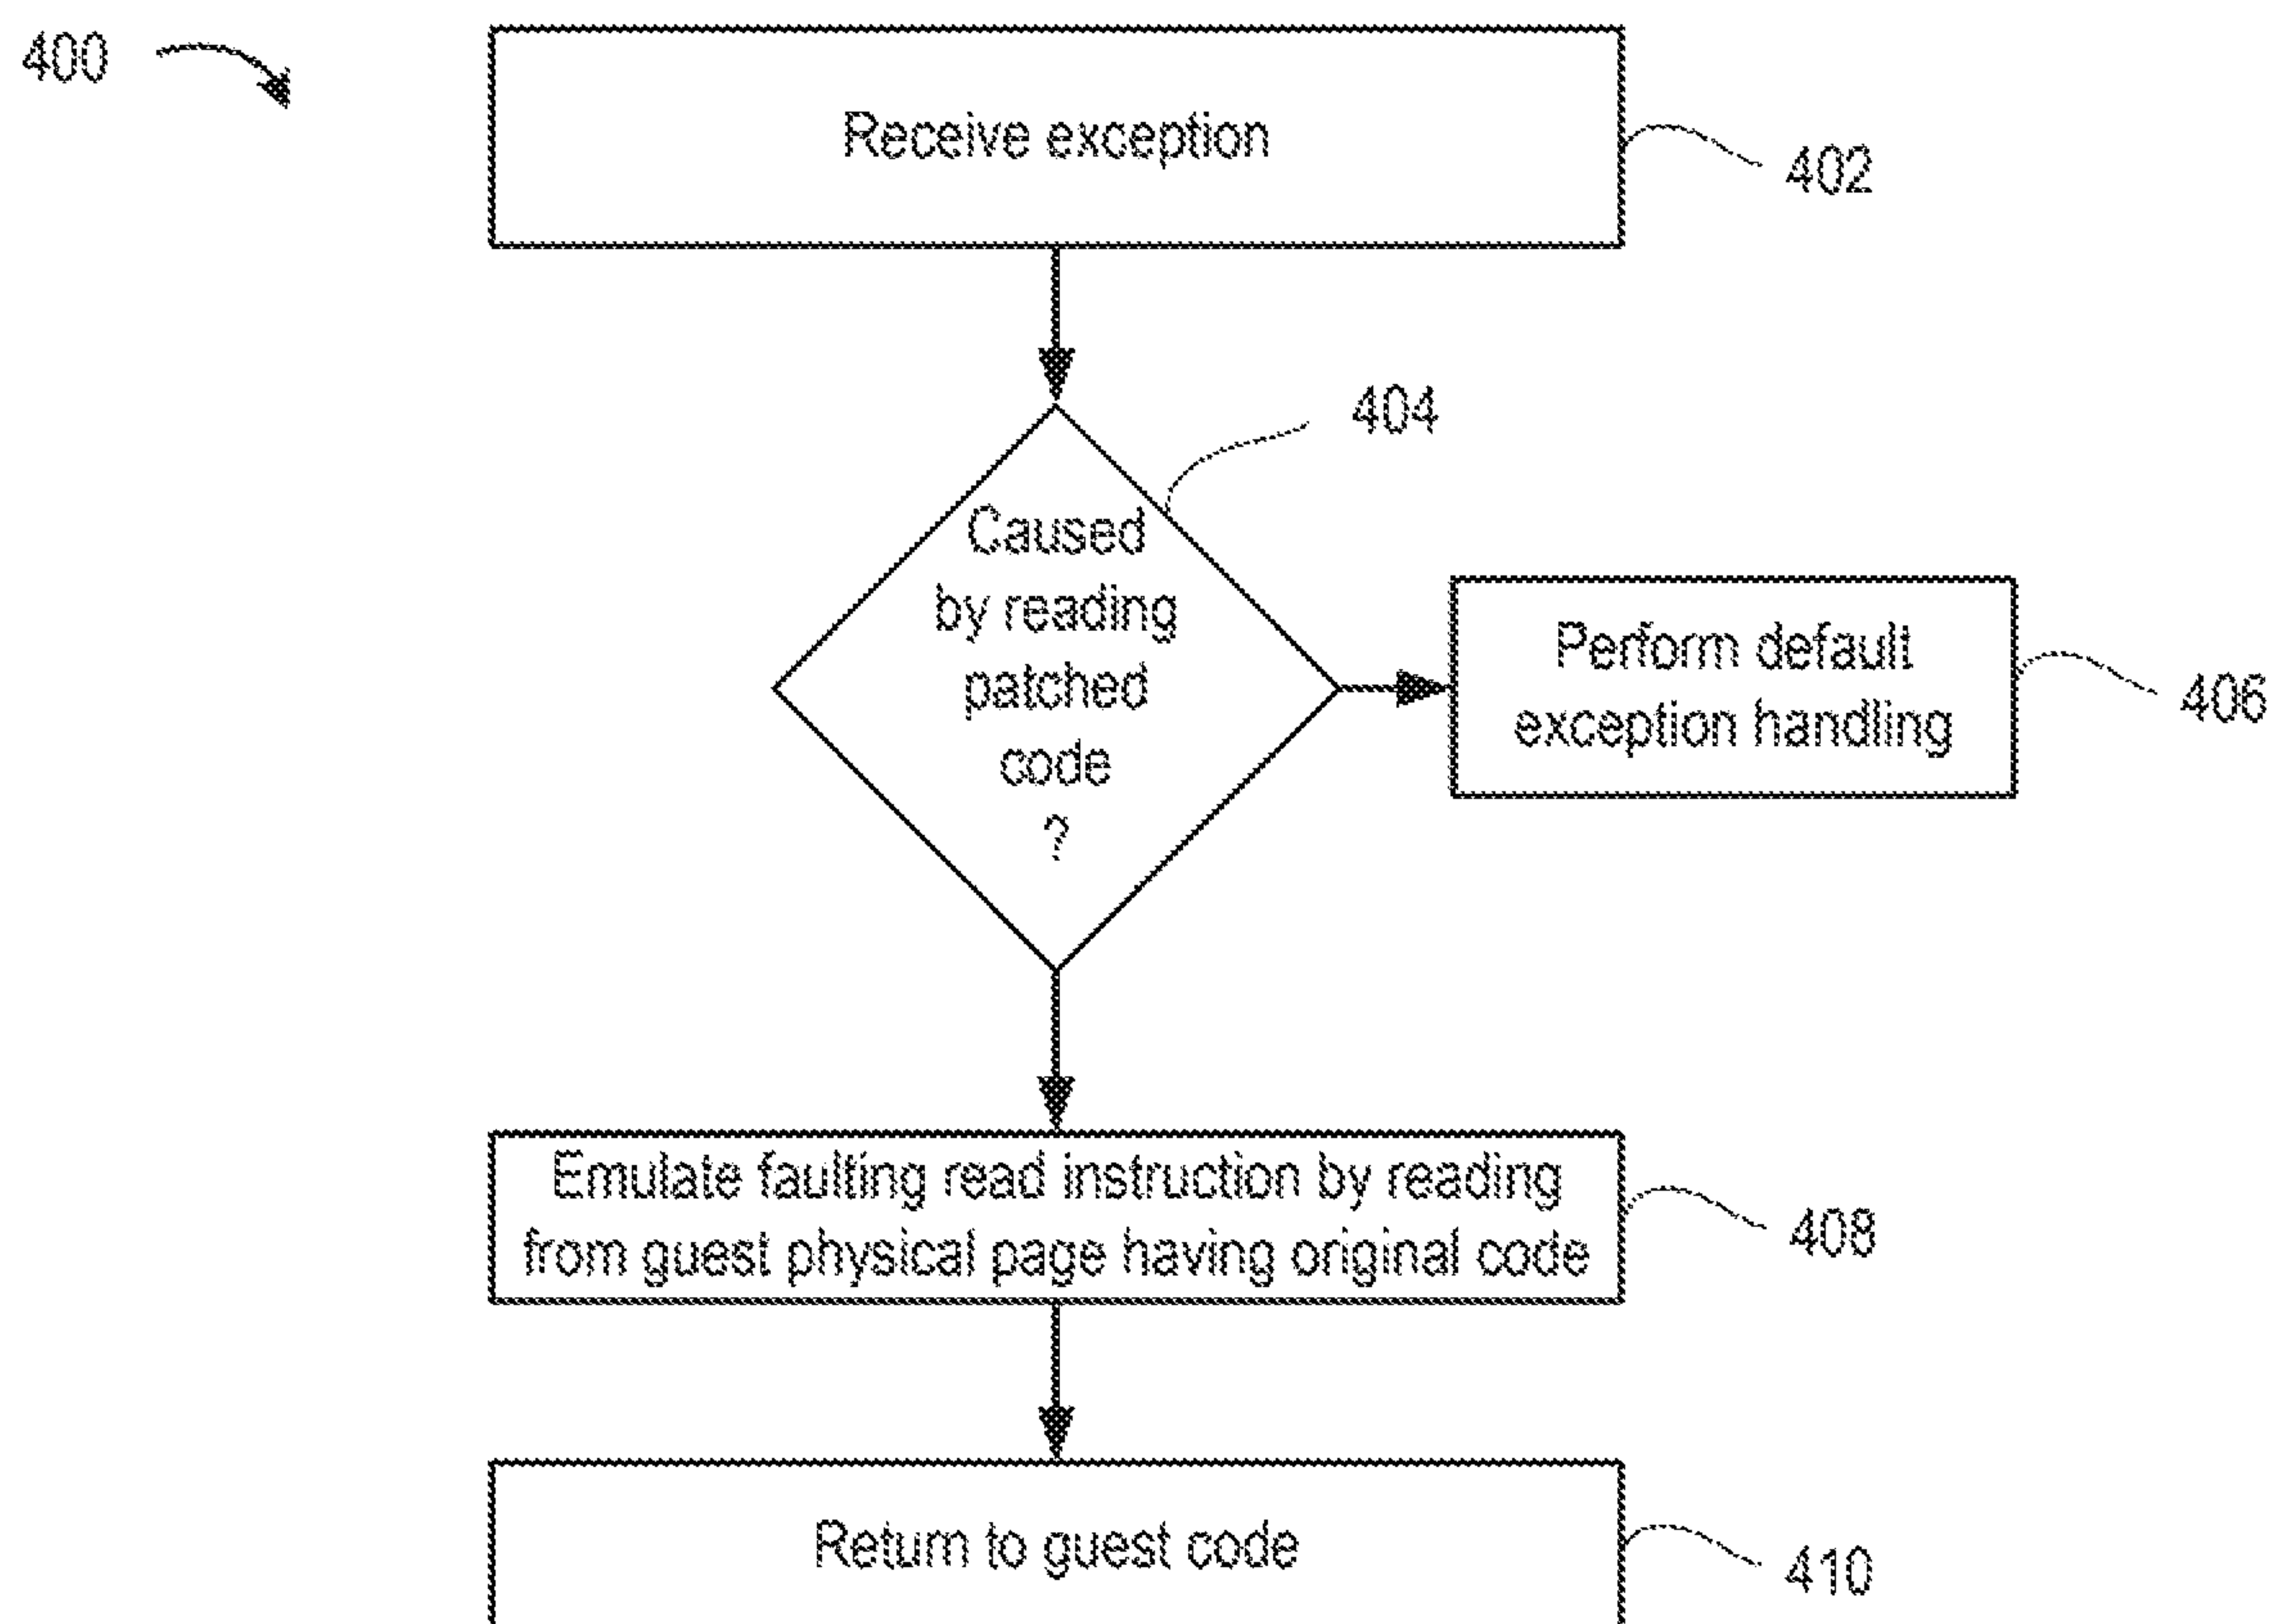 400
Receive exception
402
404
Caused
by reading
patched
code
?
Perform default
exception handling
406
Emulate faulting read instruction by reading
from guest physical page having original code
408
Return to guest code
410